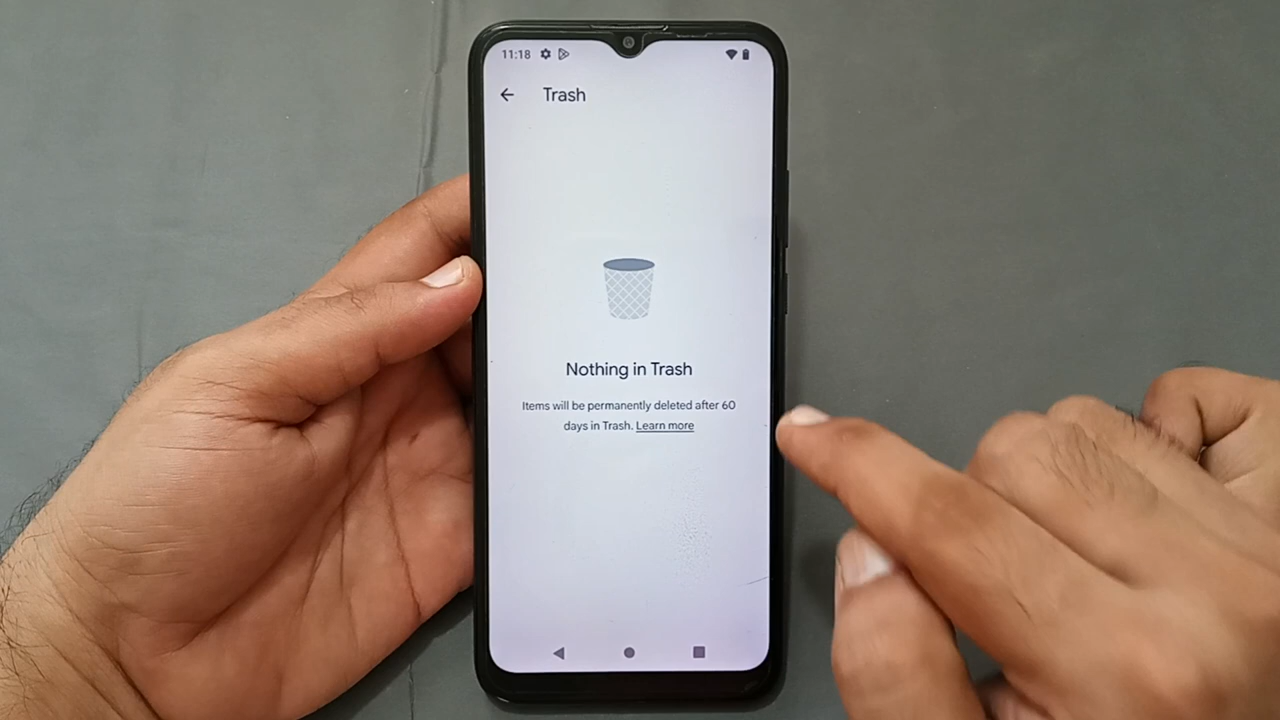 11:18
Trash
Nothing in Trash
Items will be permanently deleted after 60
days in Trash. Learn more